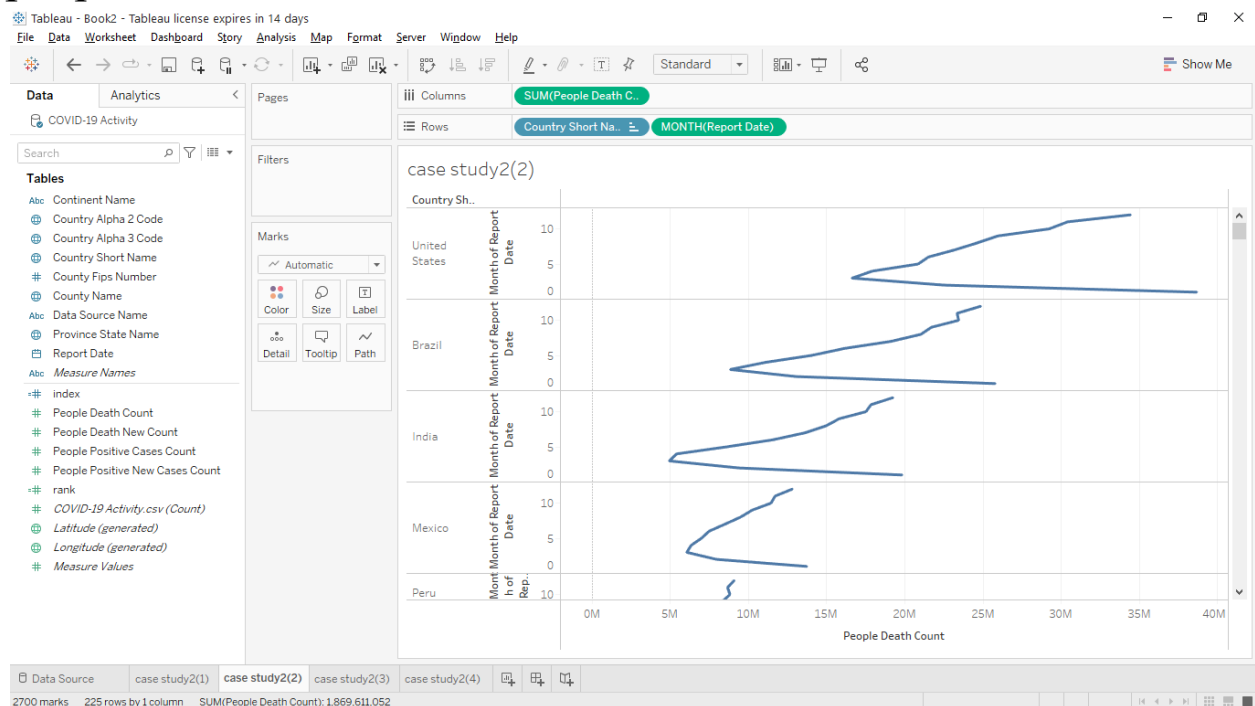 Tableau - Book2 - Tableau license expires in 14 days
File Data Worksheet Dashboard Story Analysis Map Format Server Window Help
Standard
Show Me
Data Analytics
COVID-19 Activity
Search
Tables
Abc Continent Name
Country Alpha 2 Code
Country Alpha 3 Code
Country Short Name
# County Fips Number
County Name
Abc Data Source Name
Province State Name
Report Date
Abc Measure Names
=# index
# People Death Count
# People Death New Count
# People Positive Cases Count
# People Positive New Cases Count
=# rank
# COVID-19 Activity.csv (Count)
Latitude (generated)
Longitude (generated)
# Measure Values
Pages
Filters
Marks
Automatic
Color Size Label
Detail Tooltip Path
Columns SUM(People Death C..
Rows Country Short Na.. MONTH(Report Date)
case study2(2)
Country Sh..
United
States
Month of Report
Date
10
5
0
Brazil
Month of Report
Date
10
5
0
India
Month of Report
Date
10
5
0
Mexico
Month of Report
Date
10
5
0
Peru
Mont
h of
Rep..
10
0M 5M 10M 15M 20M 25M 30M 35M 40M
People Death Count
Data Source case study2(1) case study2(2) case study2(3) case study2(4)
2700 marks 225 rows by 1 column SUM(People Death Count): 1,869,611,052